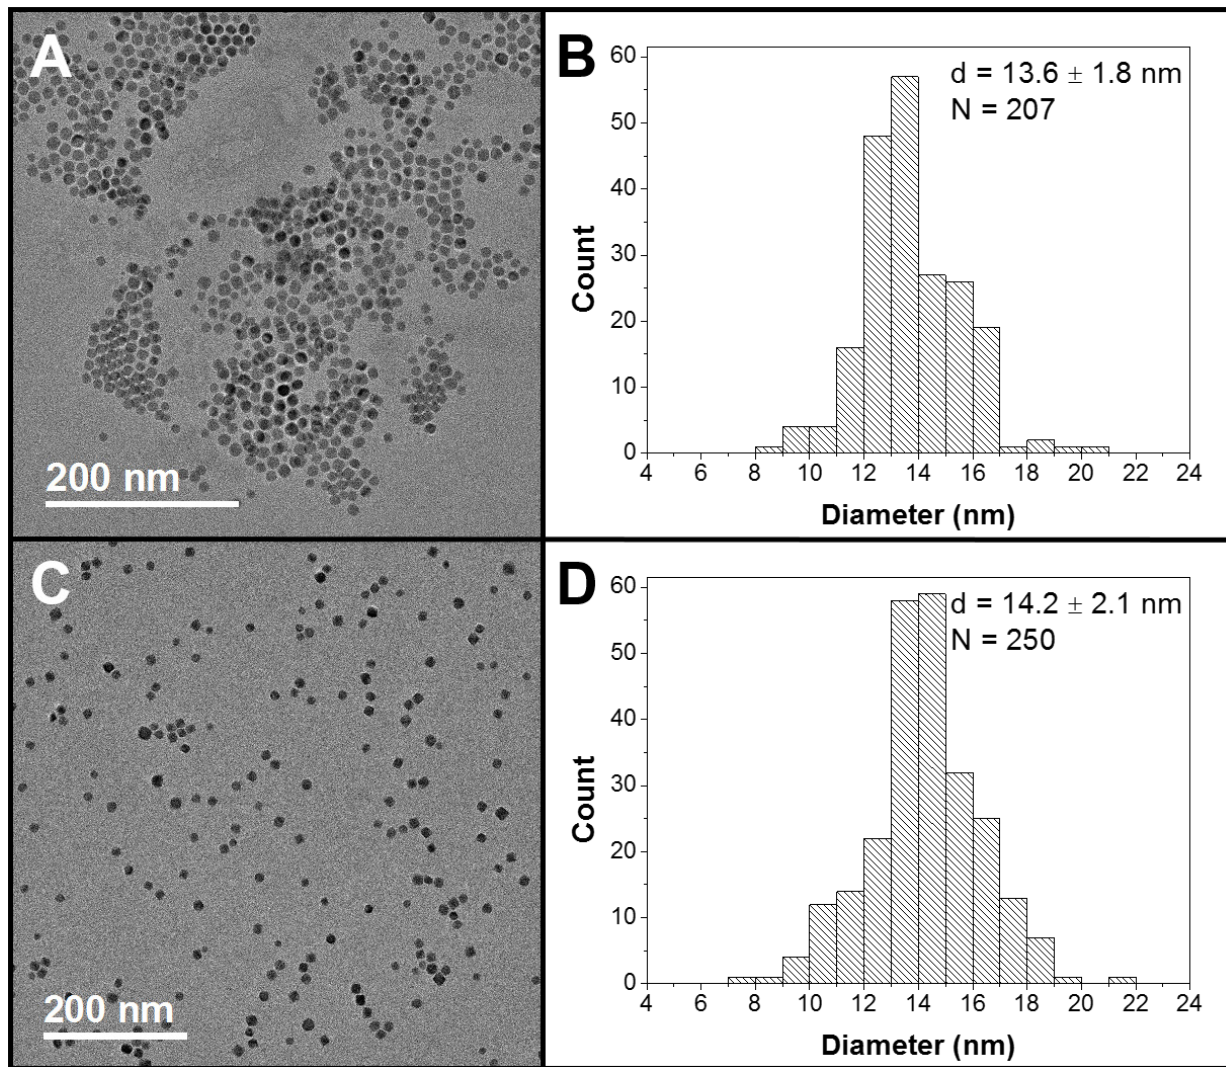 A
200 nm
B
d = 13.6 ± 1.8 nm
N = 207
60
50
40
30
20
10
0
Count
4 6 8 10 12 14 16 18 20 22 24
Diameter (nm)
C
200 nm
D
d = 14.2 ± 2.1 nm
N = 250
60
50
40
30
20
10
0
Count
4 6 8 10 12 14 16 18 20 22 24
Diameter (nm)